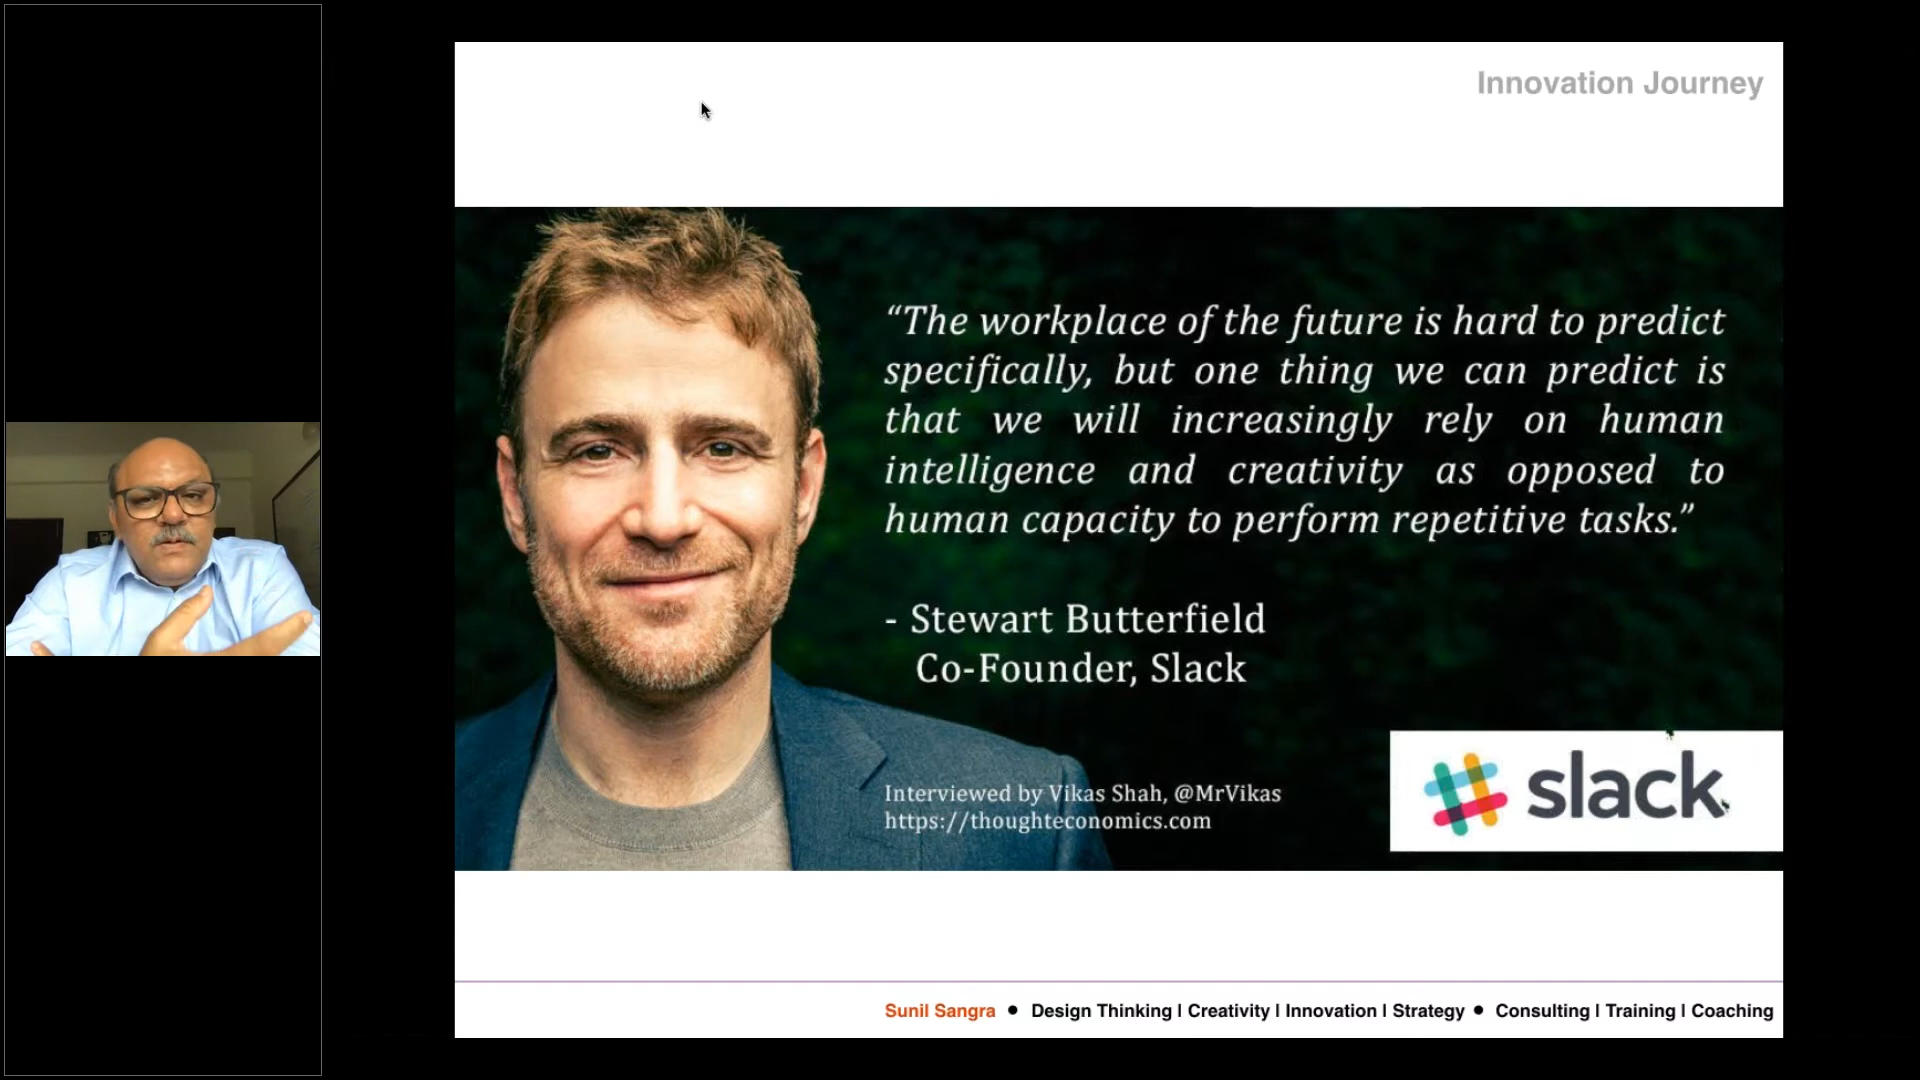 Innovation Journey
“The workplace of the future is hard to predict
specifically, but one thing we can predict is
that we will increasingly rely on human
intelligence and creativity as opposed to
human capacity to perform repetitive tasks.”
- Stewart Butterfield
Co-Founder, Slack
Interviewed by Vikas Shah, @MrVikas
https://thoughteconomics.com
slack
Sunil Sangra ● Design Thinking | Creativity | Innovation | Strategy ● Consulting | Training | Coaching